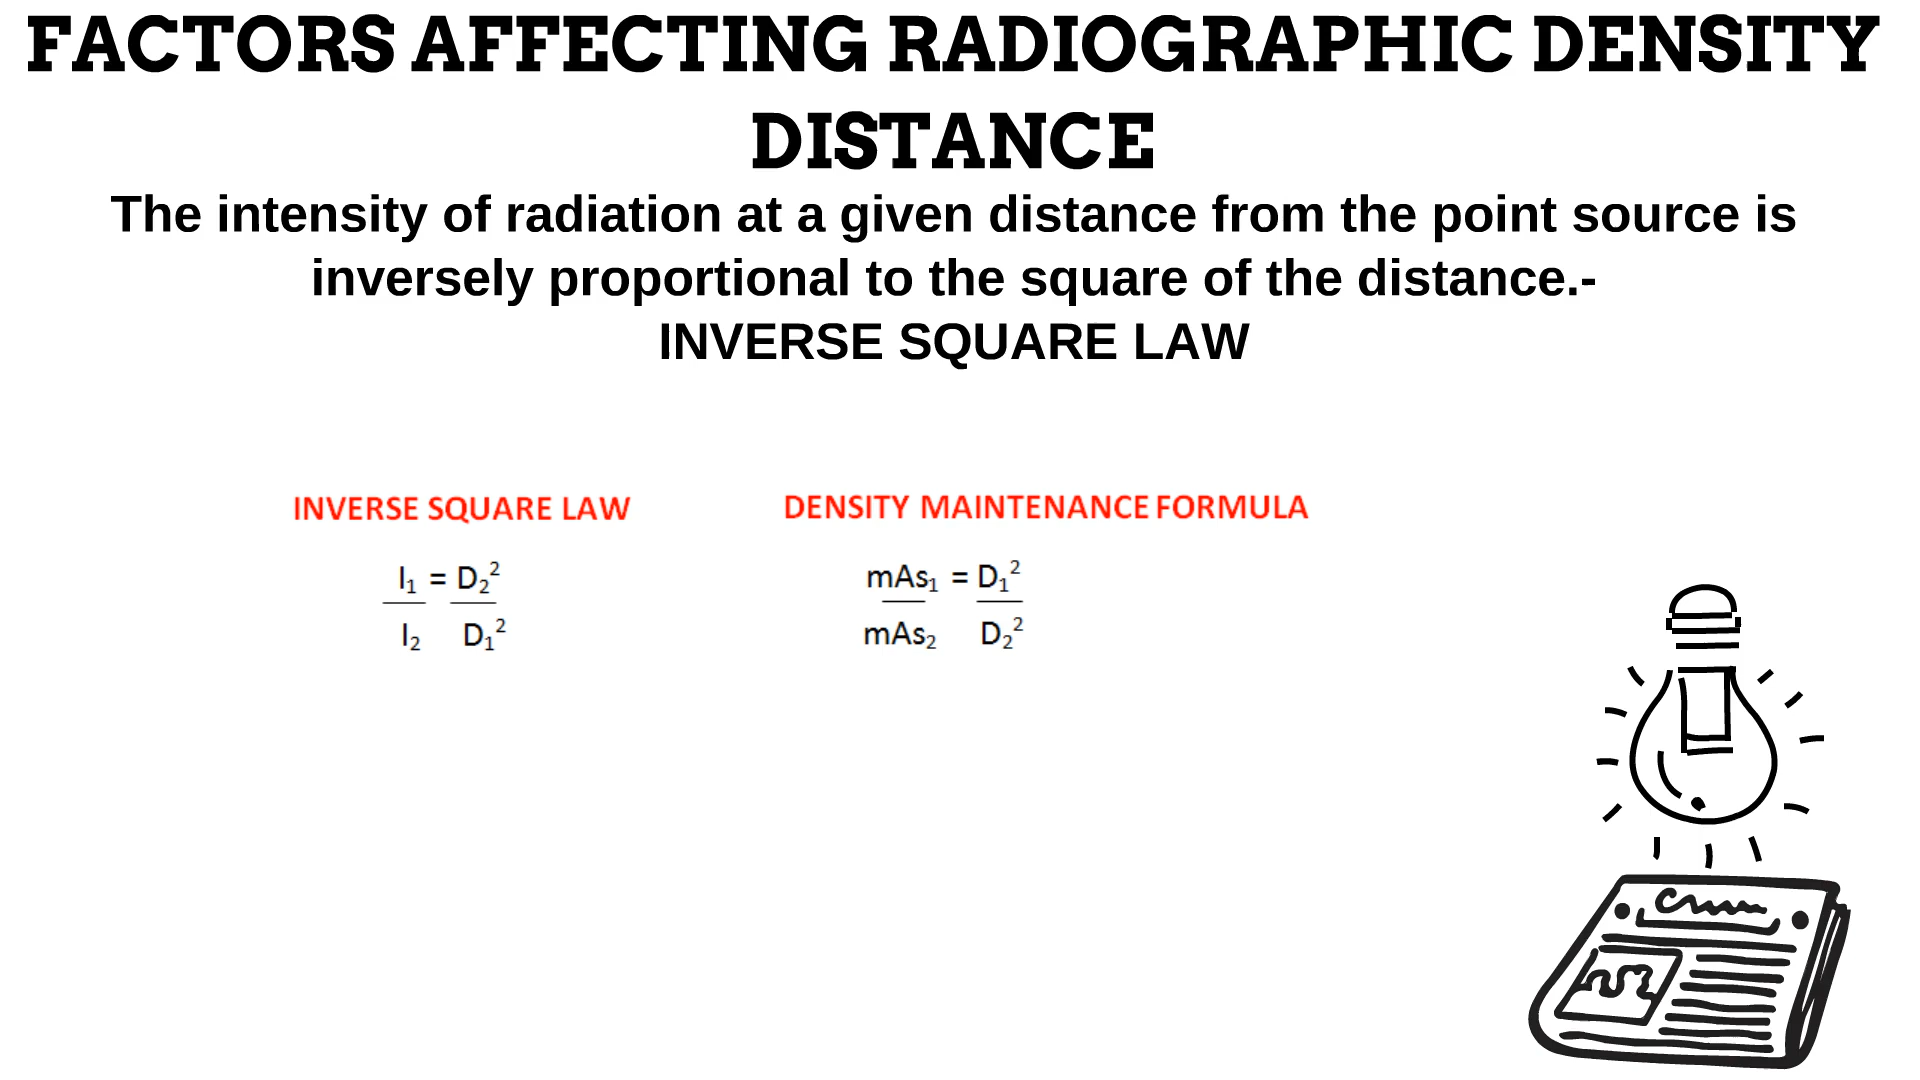 FACTORS AFFECTING RADIOGRAPHIC DENSITY
DISTANCE
The intensity of radiation at a given distance from the point source is
inversely proportional to the square of the distance.-
INVERSE SQUARE LAW
INVERSE SQUARE LAW
I₁ = D₂²
I₂ D₁²
DENSITY MAINTENANCE FORMULA
mAs₁ = D₁²
mAs₂ D₂²